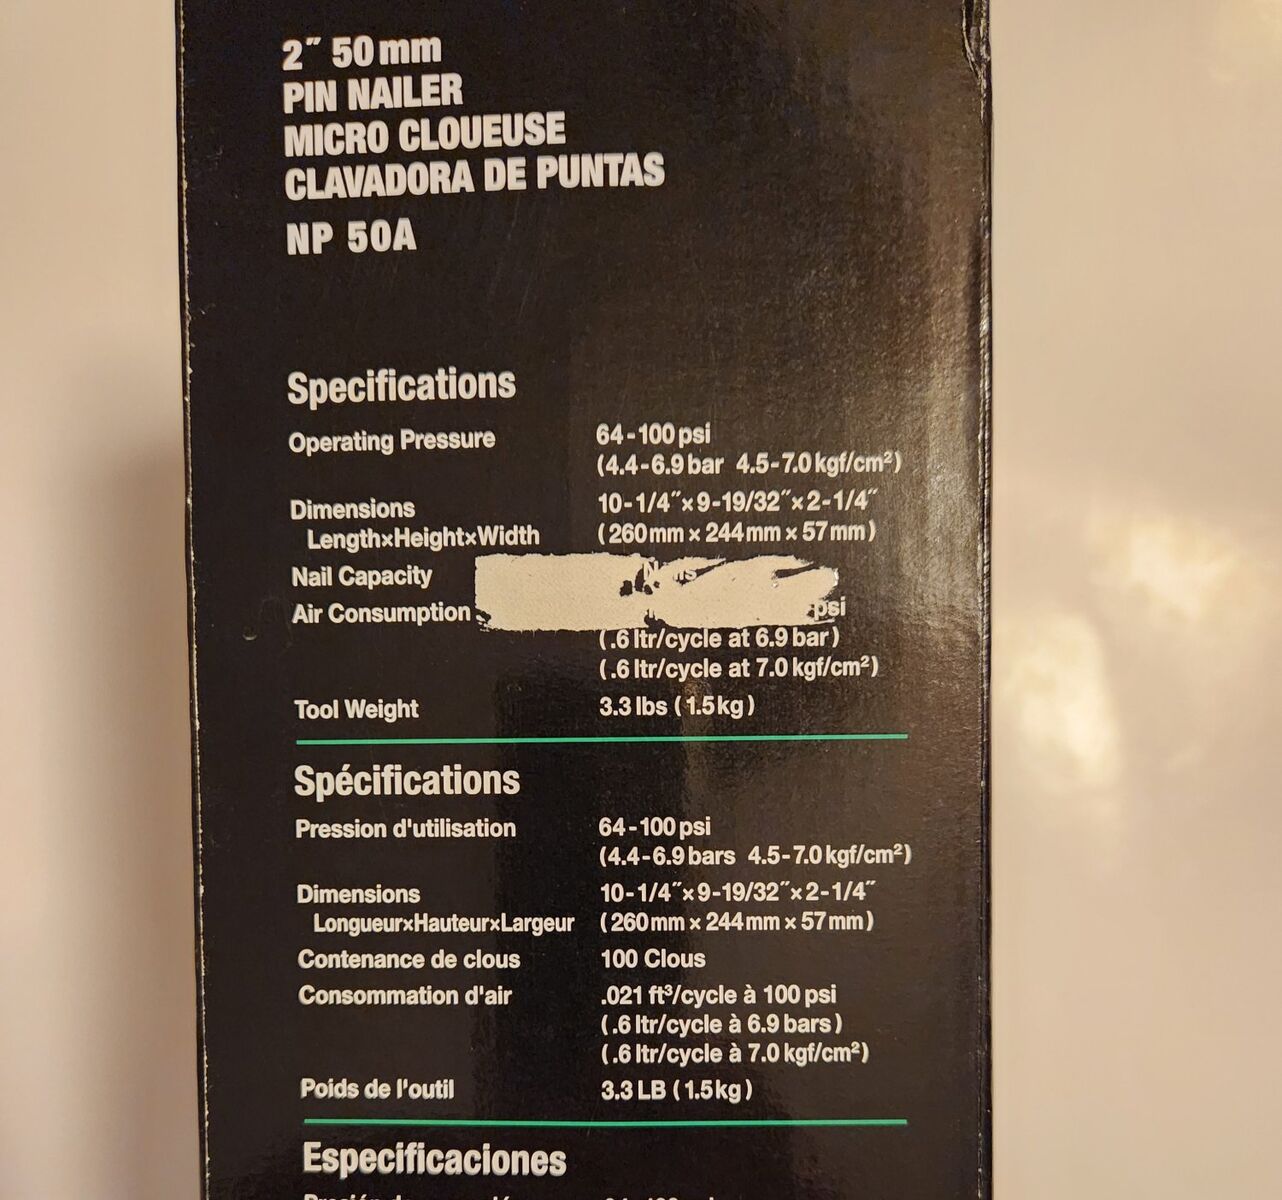 2″ 50 mm
PIN NAILER
MICRO CLOUEUSE
CLAVADORA DE PUNTAS
NP 50A
Specifications
Operating Pressure 64-100 psi
(4.4-6.9 bar 4.5-7.0 kgf/cm²)
Dimensions 10-1/4″×9-19/32″×2-1/4″
Length×Height×Width (260 mm × 244 mm × 57 mm)
Nail Capacity
Air Consumption psi
(.6 ltr/cycle at 6.9 bar)
(.6 ltr/cycle at 7.0 kgf/cm²)
Tool Weight 3.3 lbs (1.5 kg)
Spécifications
Pression d'utilisation 64-100 psi
(4.4-6.9 bars 4.5-7.0 kgf/cm²)
Dimensions 10-1/4″×9-19/32″×2-1/4″
Longueur×Hauteur×Largeur (260 mm × 244 mm × 57 mm)
Contenance de clous 100 Clous
Consommation d'air .021 ft³/cycle à 100 psi
(.6 ltr/cycle à 6.9 bars)
(.6 ltr/cycle à 7.0 kgf/cm²)
Poids de l'outil 3.3 LB (1.5 kg)
Especificaciones